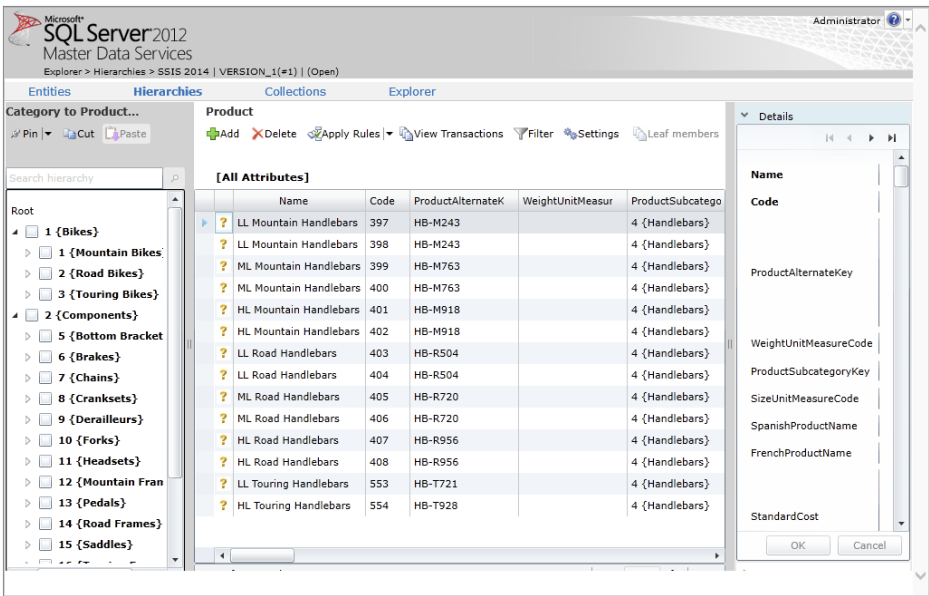 Microsoft®
SQL Server 2012
Master Data Services
Administrator
Explorer > Hierarchies > SSIS 2014 | VERSION_1(#1) | (Open)
Entities Hierarchies Collections Explorer
Category to Product...
Pin Cut Paste
Search hierarchy
Root
1 {Bikes}
1 {Mountain Bikes
2 {Road Bikes}
3 {Touring Bikes}
2 {Components}
5 {Bottom Bracket
6 {Brakes}
7 {Chains}
8 {Cranksets}
9 {Derailleurs}
10 {Forks}
11 {Headsets}
12 {Mountain Fran
13 {Pedals}
14 {Road Frames}
15 {Saddles}
Product
Add Delete Apply Rules View Transactions Filter Settings Leaf members
[All Attributes]
Name Code ProductAlternateK WeightUnitMeasur ProductSubcatego
? LL Mountain Handlebars 397 HB-M243 4 {Handlebars}
? LL Mountain Handlebars 398 HB-M243 4 {Handlebars}
? ML Mountain Handlebars 399 HB-M763 4 {Handlebars}
? ML Mountain Handlebars 400 HB-M763 4 {Handlebars}
? HL Mountain Handlebars 401 HB-M918 4 {Handlebars}
? HL Mountain Handlebars 402 HB-M918 4 {Handlebars}
? LL Road Handlebars 403 HB-R504 4 {Handlebars}
? LL Road Handlebars 404 HB-R504 4 {Handlebars}
? ML Road Handlebars 405 HB-R720 4 {Handlebars}
? ML Road Handlebars 406 HB-R720 4 {Handlebars}
? HL Road Handlebars 407 HB-R956 4 {Handlebars}
? HL Road Handlebars 408 HB-R956 4 {Handlebars}
? LL Touring Handlebars 553 HB-T721 4 {Handlebars}
? HL Touring Handlebars 554 HB-T928 4 {Handlebars}
Details
Name
Code
ProductAlternateKey
WeightUnitMeasureCode
ProductSubcategoryKey
SizeUnitMeasureCode
SpanishProductName
FrenchProductName
StandardCost
OK Cancel